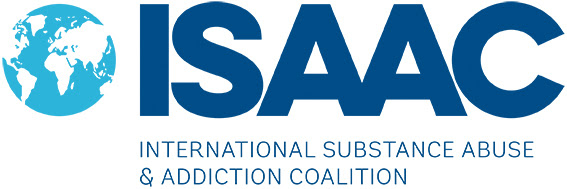 ISAAC
INTERNATIONAL SUBSTANCE ABUSE
& ADDICTION COALITION